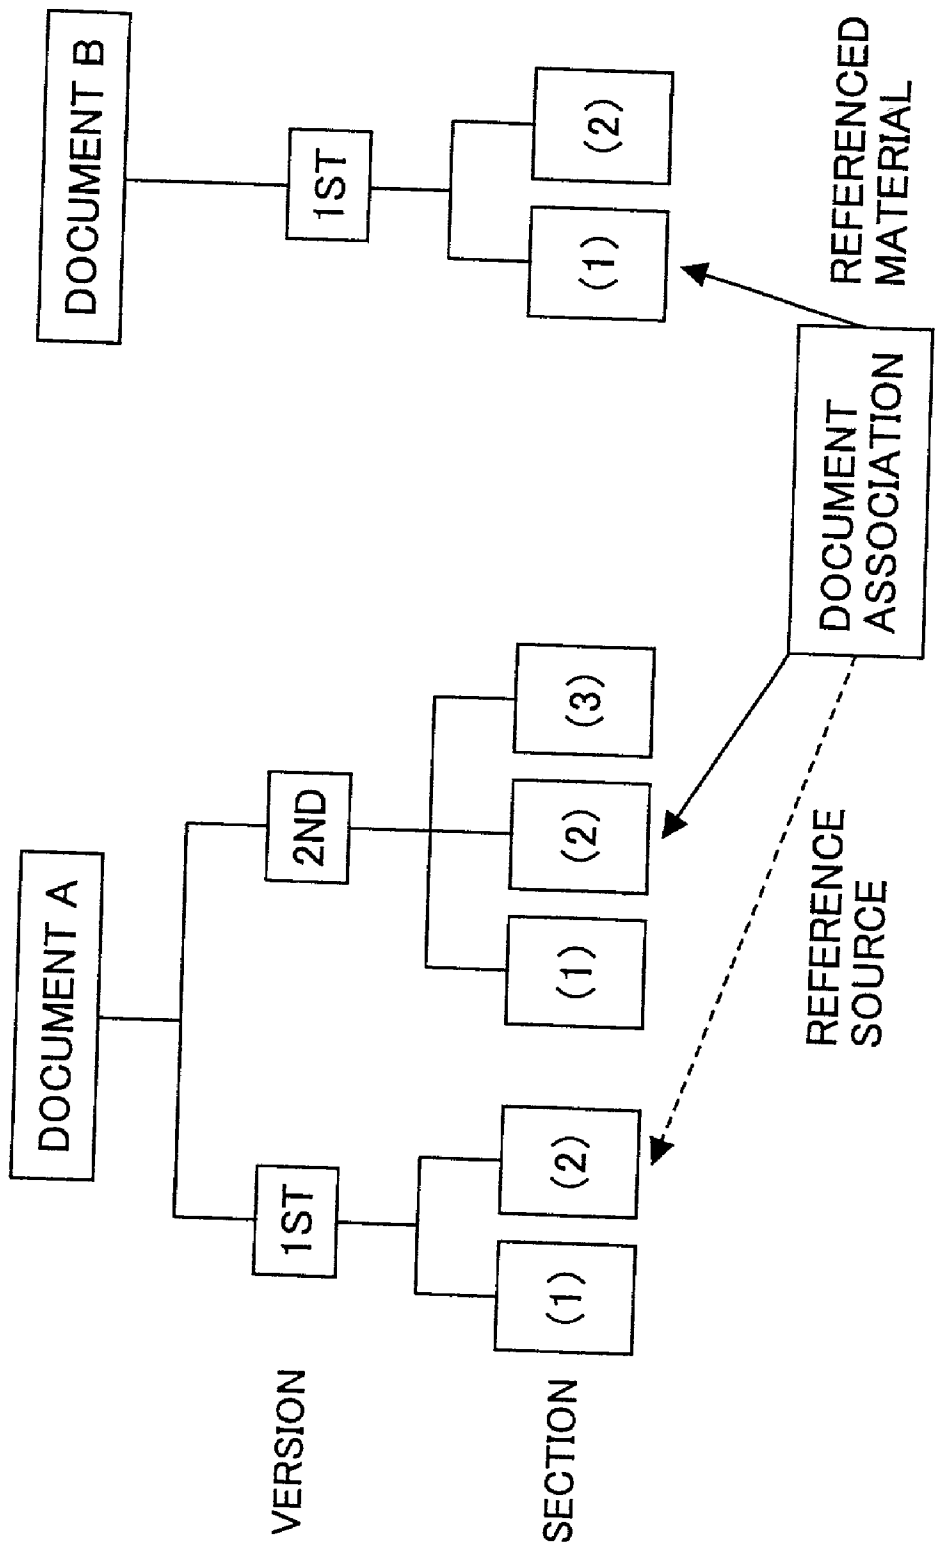 DOCUMENT A
DOCUMENT B
VERSION
1ST
2ND
1ST
SECTION
(1)
(2)
(1)
(2)
(3)
(1)
(2)
REFERENCE
SOURCE
DOCUMENT
ASSOCIATION
REFERENCED
MATERIAL